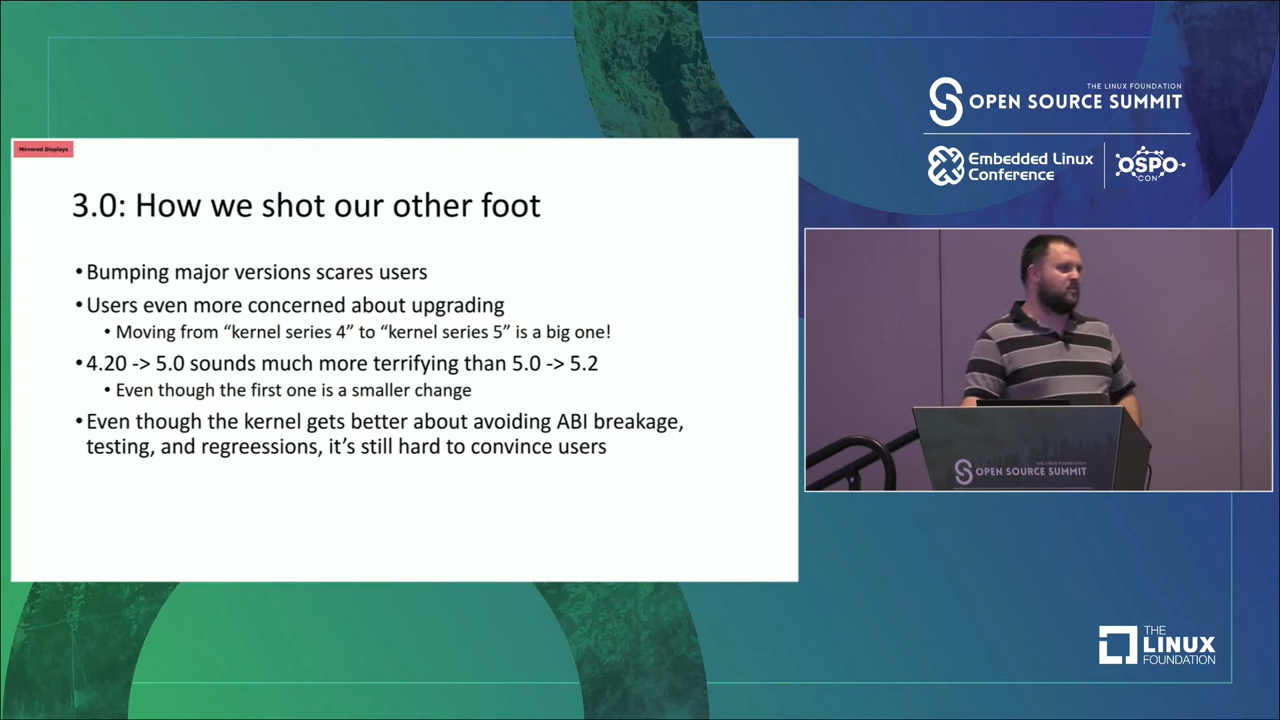 THE LINUX FOUNDATION
OPEN SOURCE SUMMIT
Embedded Linux
Conference
OSPO
CON
Mirrored Displays
3.0: How we shot our other foot
•Bumping major versions scares users
•Users even more concerned about upgrading
• Moving from “kernel series 4” to “kernel series 5” is a big one!
•4.20 -> 5.0 sounds much more terrifying than 5.0 -> 5.2
• Even though the first one is a smaller change
•Even though the kernel gets better about avoiding ABI breakage,
testing, and regreessions, it’s still hard to convince users
THE LINUX FOUNDATION
OPEN SOURCE SUMMIT
THE
LINUX
FOUNDATION